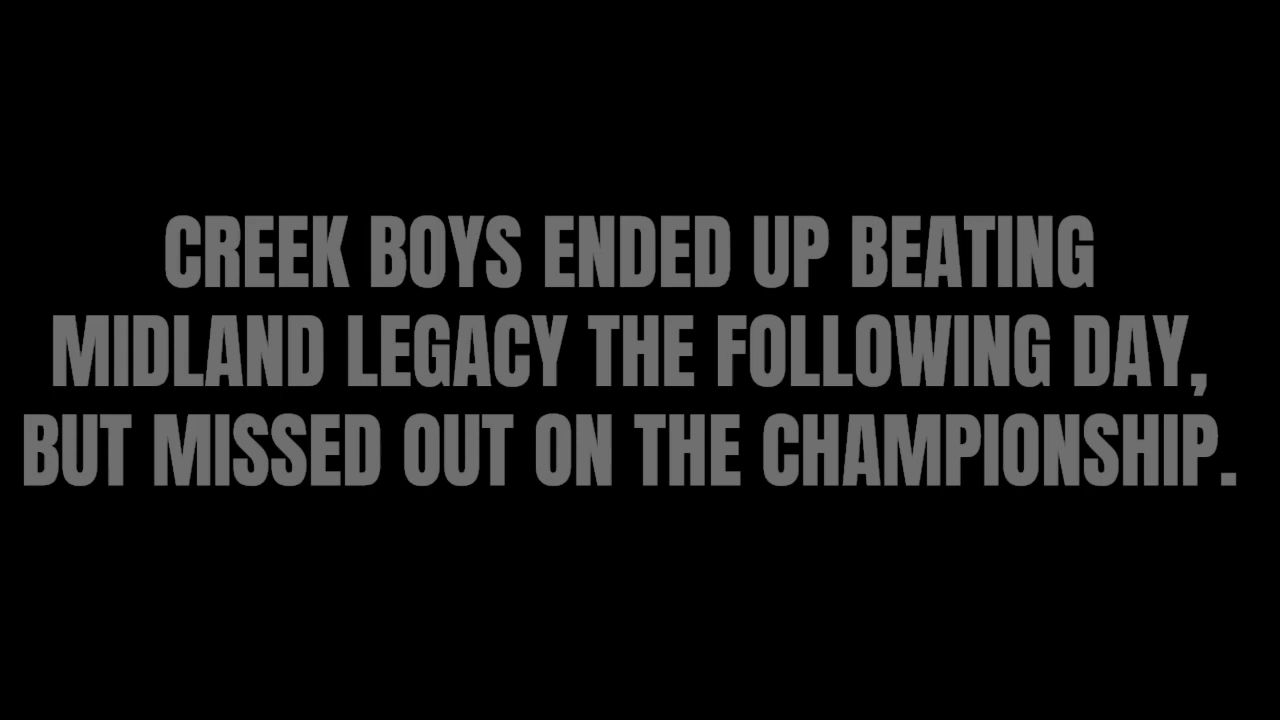 CREEK BOYS ENDED UP BEATING
MIDLAND LEGACY THE FOLLOWING DAY,
BUT MISSED OUT ON THE CHAMPIONSHIP.